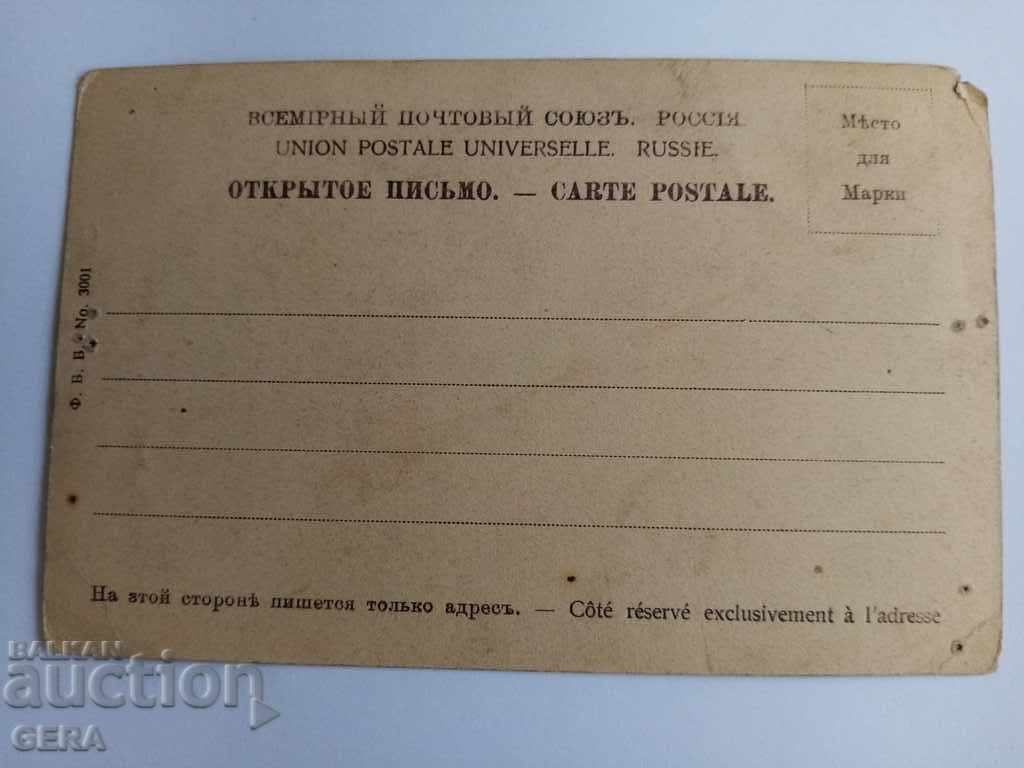 ВСЕМІРНЫЙ ПОЧТОВЫЙ СОЮЗЪ. РОССІЯ
UNION POSTALE UNIVERSELLE. RUSSIE.
ОТКРЫТОЕ ПИСЬМО. — CARTE POSTALE.
Мѣсто
для
Марки
Ф. В. В. No. 3001
На этой сторонѣ пишется только адресъ. — Côté réservé exclusivement à l'adresse
BALKAN
auction
GERA